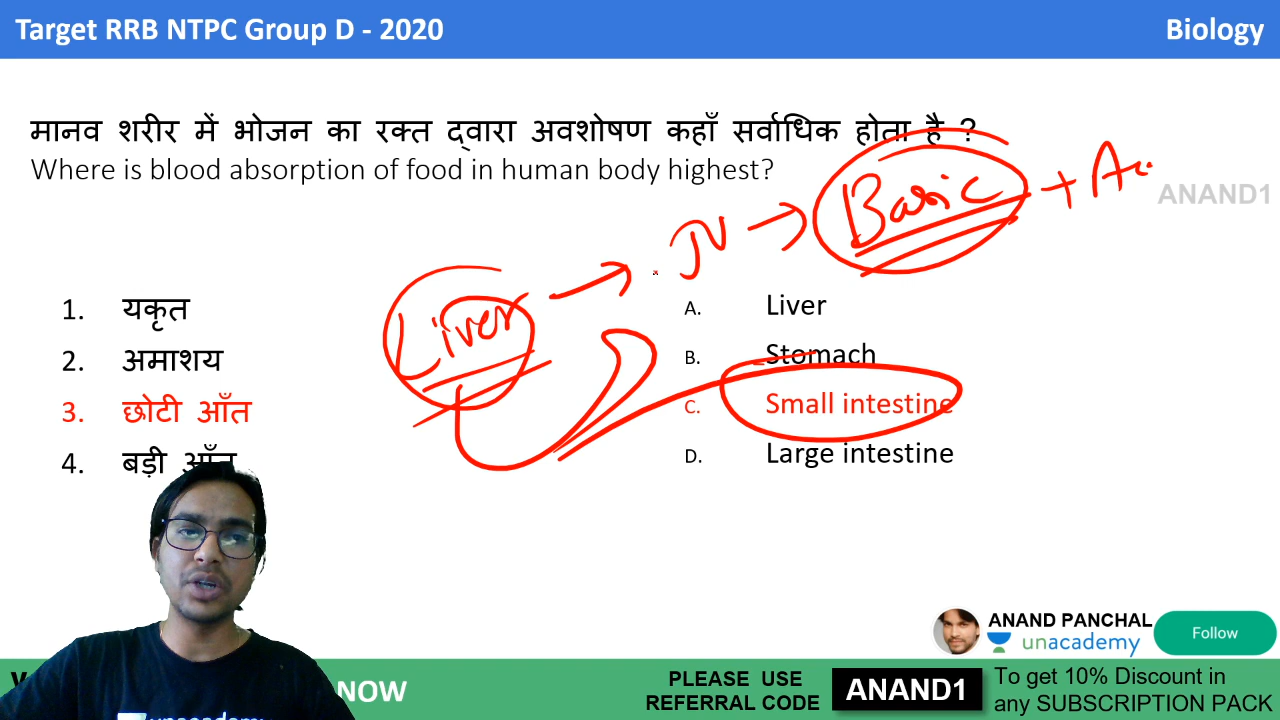 Target RRB NTPC Group D - 2020
Biology
मानव शरीर में भोजन का रक्त द्वारा अवशोषण कहाँ सर्वाधिक होता है ?
Where is blood absorption of food in human body highest?
ANAND1
Basic + Ac
Liver
1. यकृत
2. अमाशय
3. छोटी आँत
4. बड़ी आँत
A. Liver
B. Stomach
C. Small intestine
D. Large intestine
ANAND PANCHAL
unacademy
Follow
NOW
PLEASE USE
REFERRAL CODE
ANAND1
To get 10% Discount in
any SUBSCRIPTION PACK
unacademy